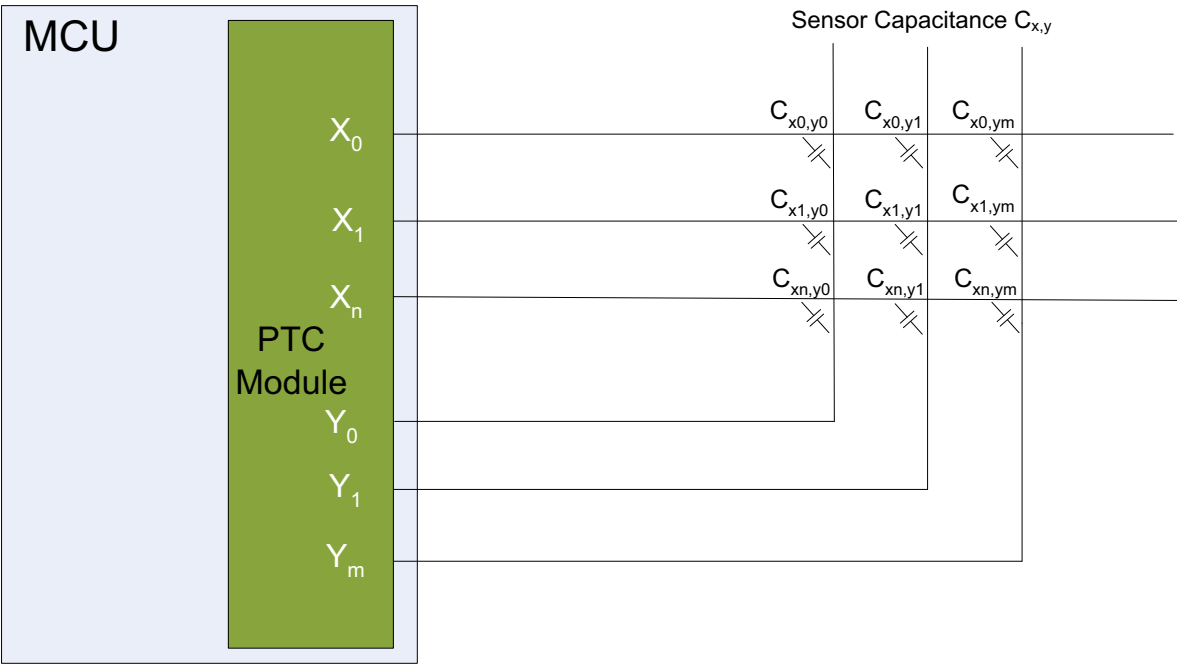 MCU
Sensor Capacitance Cx,y
X0
Cx0,y0 Cx0,y1 Cx0,ym
X1
Cx1,y0 Cx1,y1 Cx1,ym
Xn
Cxn,y0 Cxn,y1 Cxn,ym
PTC
Module
Y0
Y1
Ym